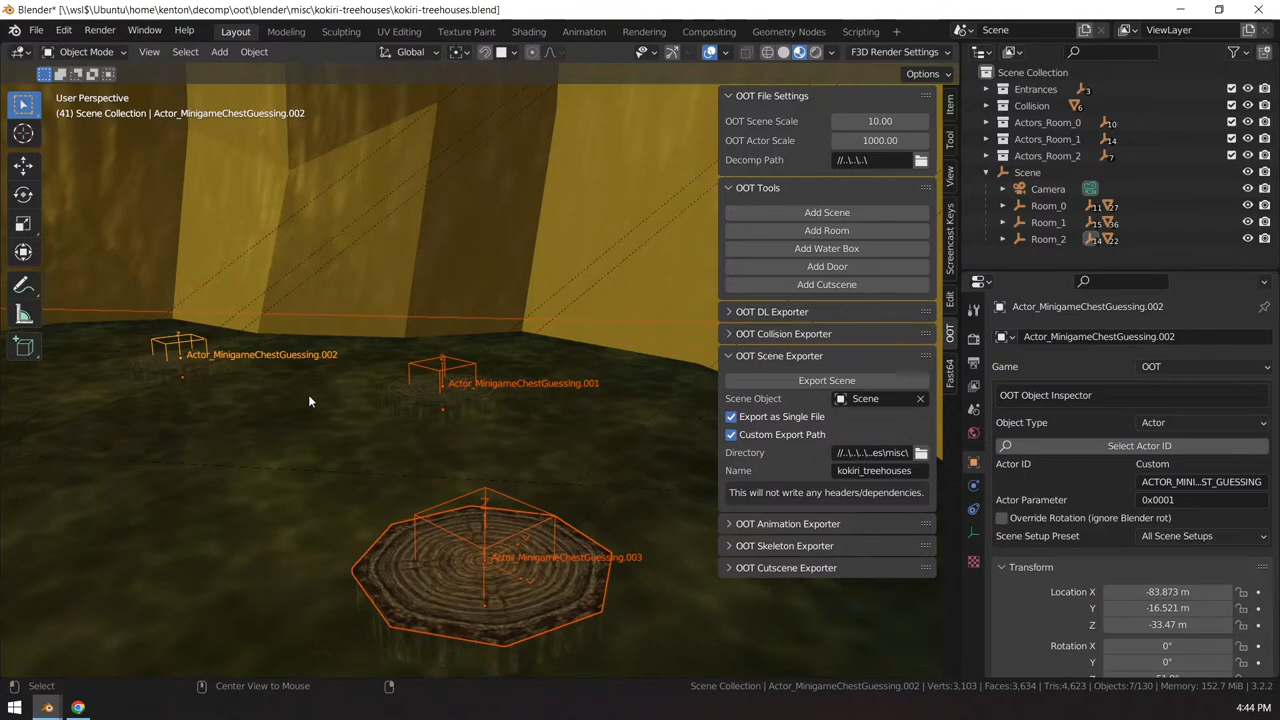 Blender* [\\wsl$\Ubuntu\home\kenton\decomp\oot\blender\misc\kokiri-treehouses\kokiri-treehouses.blend]
File Edit Render Window Help Layout Modeling Sculpting UV Editing Texture Paint Shading Animation Rendering Compositing Geometry Nodes Scripting + Scene ViewLayer
Object Mode View Select Add Object Global F3D Render Settings
Options
User Perspective
(41) Scene Collection | Actor_MinigameChestGuessing.002
Actor_MinigameChestGuessing.002
Actor_MinigameChestGuessing.001
Actor_MinigameChestGuessing.003
OOT File Settings
OOT Scene Scale 10.00
OOT Actor Scale 1000.00
Decomp Path //..\..\..\
OOT Tools
Add Scene
Add Room
Add Water Box
Add Door
Add Cutscene
OOT DL Exporter
OOT Collision Exporter
OOT Scene Exporter
Export Scene
Scene Object Scene
Export as Single File
Custom Export Path
Directory //..\..\..\...es\misc\
Name kokiri_treehouses
This will not write any headers/dependencies.
OOT Animation Exporter
OOT Skeleton Exporter
OOT Cutscene Exporter
Item
Tool
View
Screencast Keys
Edit
OOT
Fast64
Scene Collection
Entrances 3
Collision 6
Actors_Room_0 10
Actors_Room_1 14
Actors_Room_2 7
Scene
Camera
Room_0 11 27
Room_1 15 36
Room_2 14 22
Actor_MinigameChestGuessing.002
Actor_MinigameChestGuessing.002
Game OOT
OOT Object Inspector
Object Type Actor
Select Actor ID
Actor ID Custom
ACTOR_MINI...ST_GUESSING
Actor Parameter 0x0001
Override Rotation (ignore Blender rot)
Scene Setup Preset All Scene Setups
Transform
Location X -83.873 m
Y -16.521 m
Z -33.47 m
Rotation X 0°
Y 0°
Select Center View to Mouse Scene Collection | Actor_MinigameChestGuessing.002 | Verts:3,103 | Faces:3,634 | Tris:4,623 | Objects:7/130 | Memory: 152.7 MiB | 3.2.2
4:44 PM